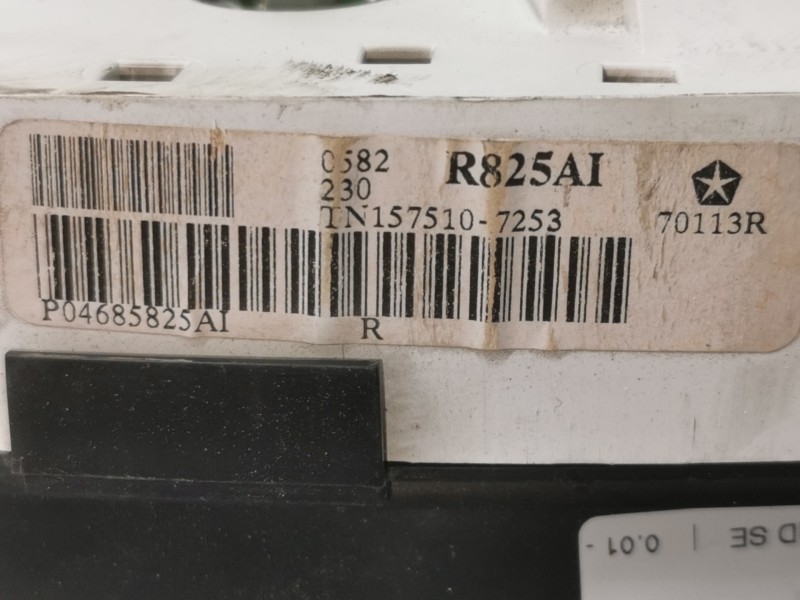 0582
R825AI
230
TN157510-7253
70113R
P04685825AI
R
D SE | 0.01 -